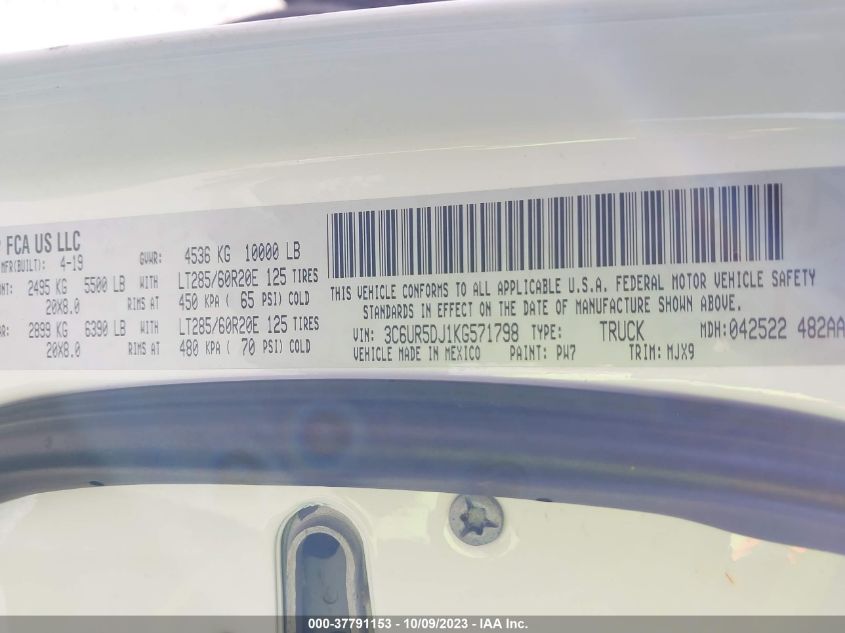 FCA US LLC
MFR(BUILT): 4-19 GVWR: 4536 KG 10000 LB
2495 KG 5500 LB WITH LT285/60R20E 125 TIRES
20X8.0 RIMS AT 450 KPA ( 65 PSI) COLD
2899 KG 6390 LB WITH LT285/60R20E 125 TIRES
20X8.0 RIMS AT 480 KPA ( 70 PSI) COLD
THIS VEHICLE CONFORMS TO ALL APPLICABLE U.S.A. FEDERAL MOTOR VEHICLE SAFETY
STANDARDS IN EFFECT ON THE DATE OF MANUFACTURE SHOWN ABOVE.
VIN: 3C6UR5DJ1KG571798 TYPE: TRUCK MDH: 042522 482AA
VEHICLE MADE IN MEXICO PAINT: PW7 TRIM: MJX9
000-37791153 - 10/09/2023 - IAA Inc.